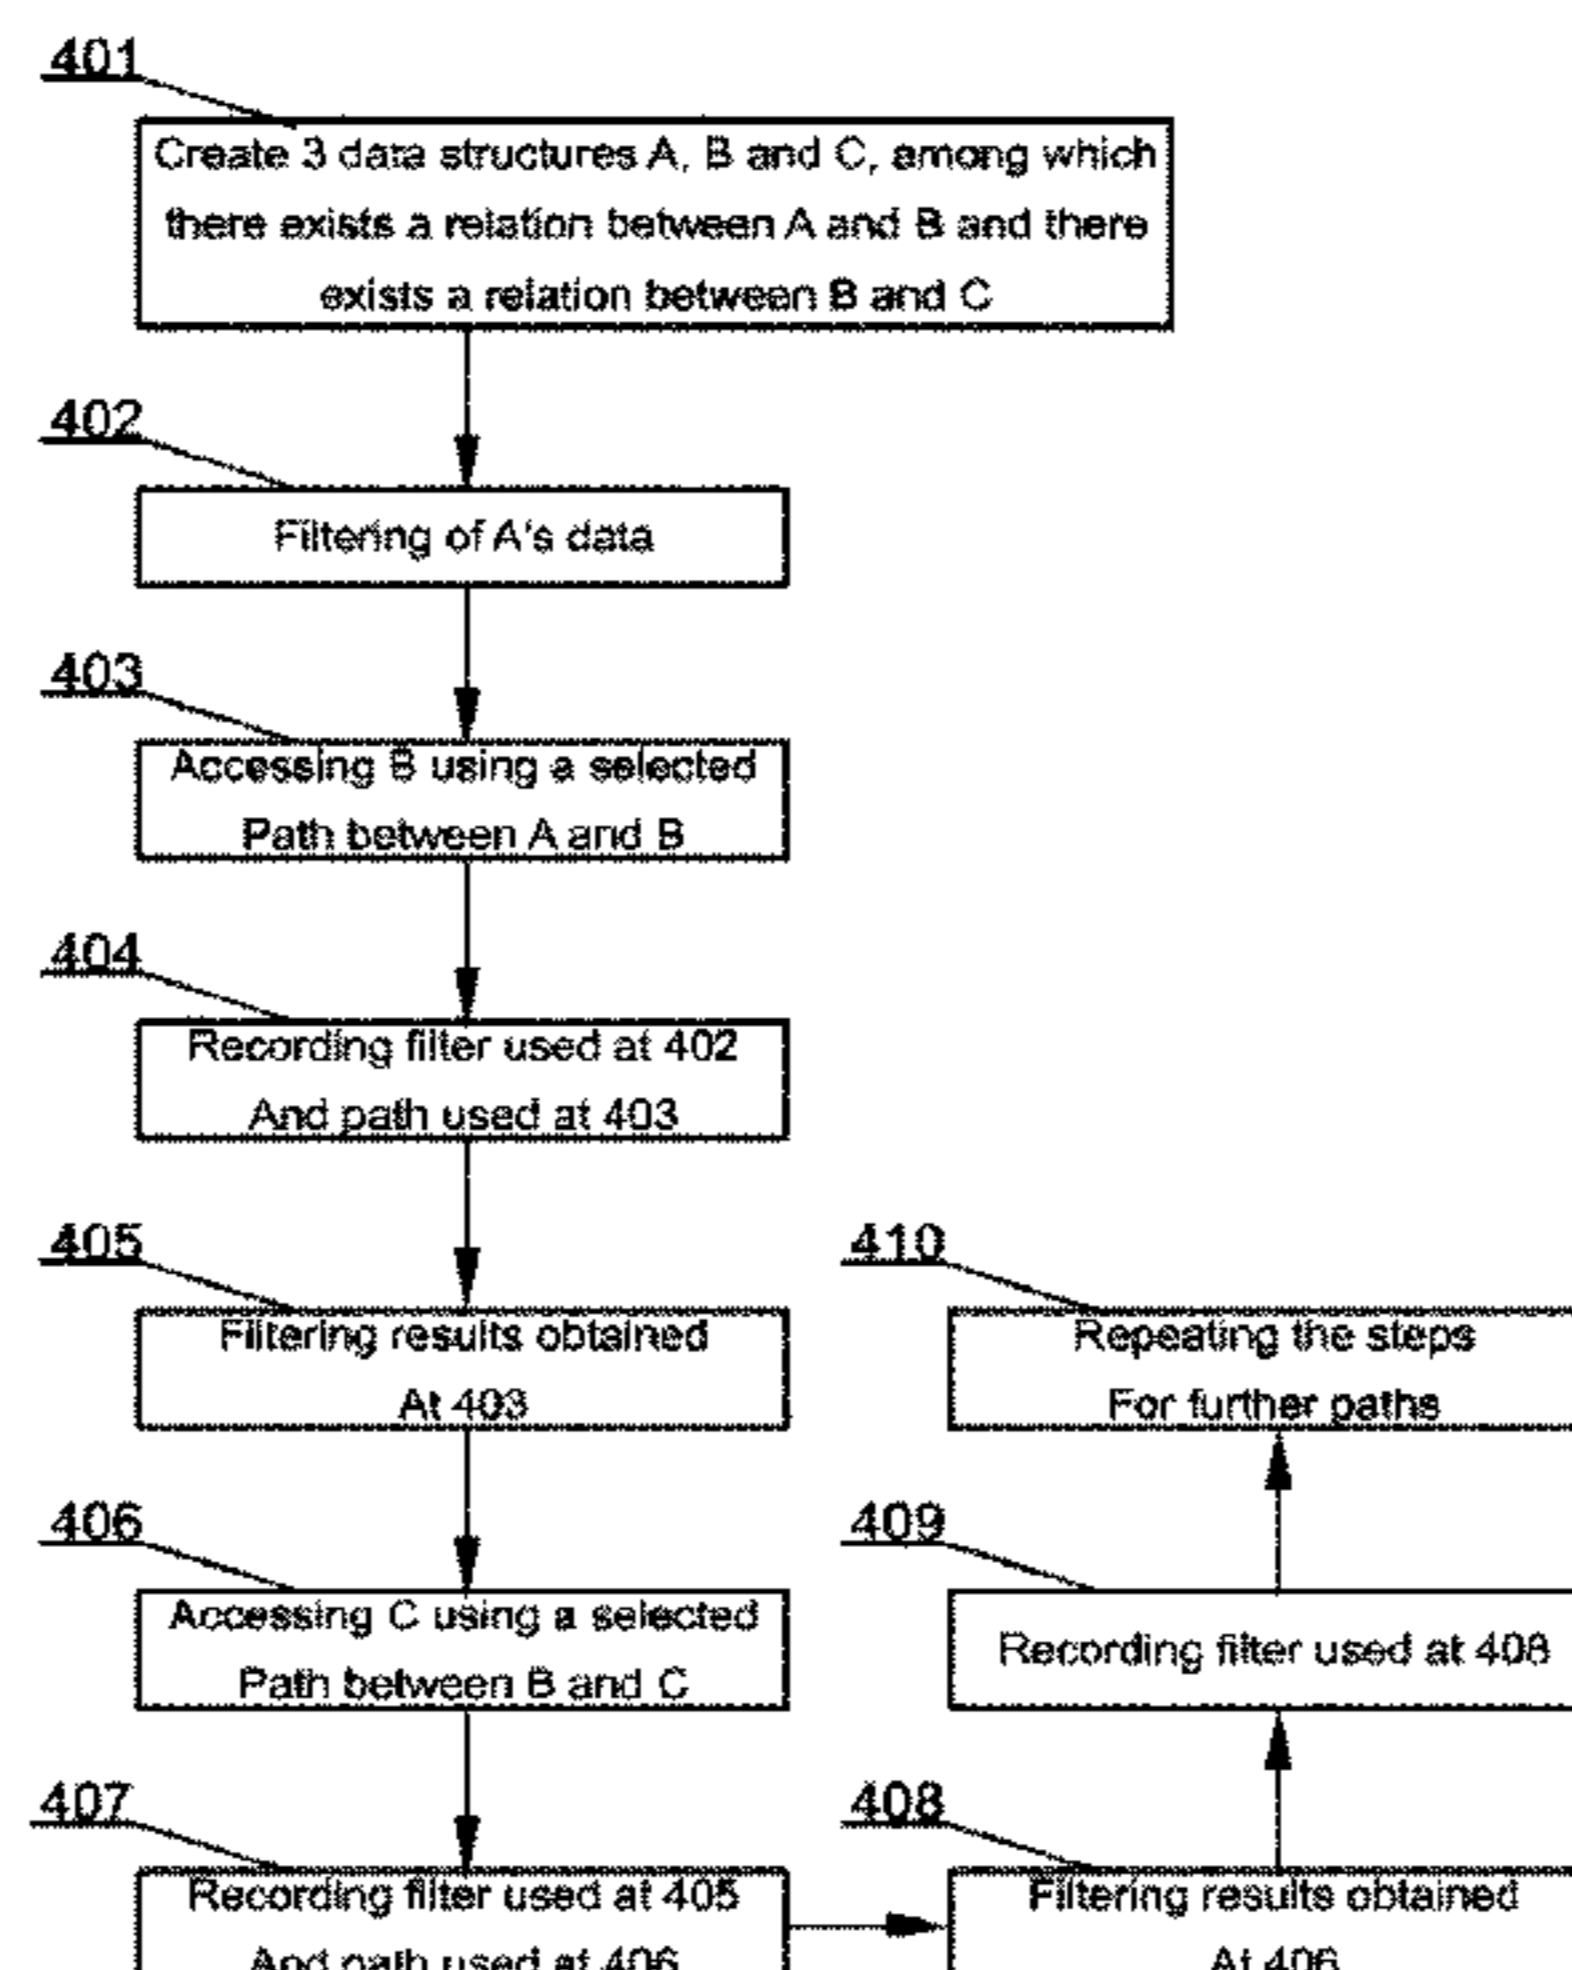 401
Create 3 data structures A, B and C, among which
there exists a relation between A and B and there
exists a relation between B and C
402
Filtering of A's data
403
Accessing B using a selected
Path between A and B
404
Recording filter used at 402
And path used at 403
405
Filtering results obtained
At 403
406
Accessing C using a selected
Path between B and C
407
Recording filter used at 405
And path used at 406
408
Filtering results obtained
At 406
409
Recording filter used at 408
410
Repeating the steps
For further paths